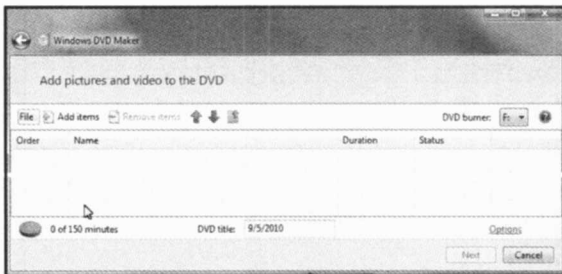 Windows DVD Maker
Add pictures and video to the DVD
File Add items Remove items DVD burner: F:
Order Name Duration Status
0 of 150 minutes DVD title: 9/5/2010 Options
Next Cancel